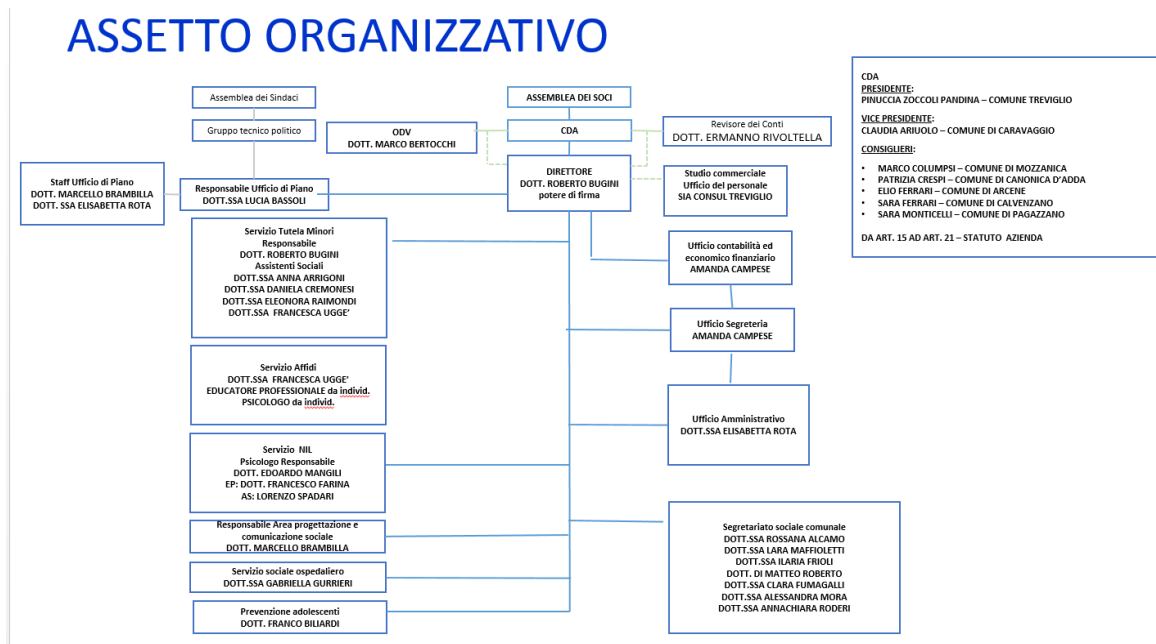 ASSETTO ORGANIZZATIVO
Assemblea dei Sindaci
Gruppo tecnico politico
Staff Ufficio di Piano
DOTT. MARCELLO BRAMBILLA
DOTT. SSA ELISABETTA ROTA
Responsabile Ufficio di Piano
DOTT.SSA LUCIA BASSOLI
ASSEMBLEA DEI SOCI
ODV
DOTT. MARCO BERTOCCHI
CDA
Revisore dei Conti
DOTT. ERMANNO RIVOLTELLA
DIRETTORE
DOTT. ROBERTO BUGINI
potere di firma
Studio commerciale
Ufficio del personale
SIA CONSUL TREVIGLIO
CDA
PRESIDENTE:
PINUCCIA ZOCCOLI PANDINA – COMUNE TREVIGLIO
VICE PRESIDENTE:
CLAUDIA ARIUOLO – COMUNE DI CARAVAGGIO
CONSIGLIERI:
• MARCO COLUMPSI – COMUNE DI MOZZANICA
• PATRIZIA CRESPI – COMUNE DI CANONICA D'ADDA
• ELIO FERRARI – COMUNE DI ARCENE
• SARA FERRARI – COMUNE DI CALVENZANO
• SARA MONTICELLI – COMUNE DI PAGAZZANO
DA ART. 15 AD ART. 21 – STATUTO AZIENDA
Servizio Tutela Minori
Responsabile
DOTT. ROBERTO BUGINI
Assistenti Sociali
DOTT.SSA ANNA ARRIGONI
DOTT.SSA DANIELA CREMONESI
DOTT.SSA ELEONORA RAIMONDI
DOTT.SSA FRANCESCA UGGE'
Servizio Affidi
DOTT.SSA FRANCESCA UGGE'
EDUCATORE PROFESSIONALE da individ.
PSICOLOGO da individ.
Servizio NIL
Psicologo Responsabile
DOTT. EDOARDO MANGILI
EP: DOTT. FRANCESCO FARINA
AS: LORENZO SPADARI
Responsabile Area progettazione e
comunicazione sociale
DOTT. MARCELLO BRAMBILLA
Servizio sociale ospedaliero
DOTT.SSA GABRIELLA GURRIERI
Prevenzione adolescenti
DOTT. FRANCO BILIARDI
Ufficio contabilità ed
economico finanziario
AMANDA CAMPESE
Ufficio Segreteria
AMANDA CAMPESE
Ufficio Amministrativo
DOTT.SSA ELISABETTA ROTA
Segretariato sociale comunale
DOTT.SSA ROSSANA ALCAMO
DOTT.SSA LARA MAFFIOLETTI
DOTT.SSA ILARIA FRIOLI
DOTT. DI MATTEO ROBERTO
DOTT.SSA CLARA FUMAGALLI
DOTT.SSA ALESSANDRA MORA
DOTT.SSA ANNACHIARA RODERI